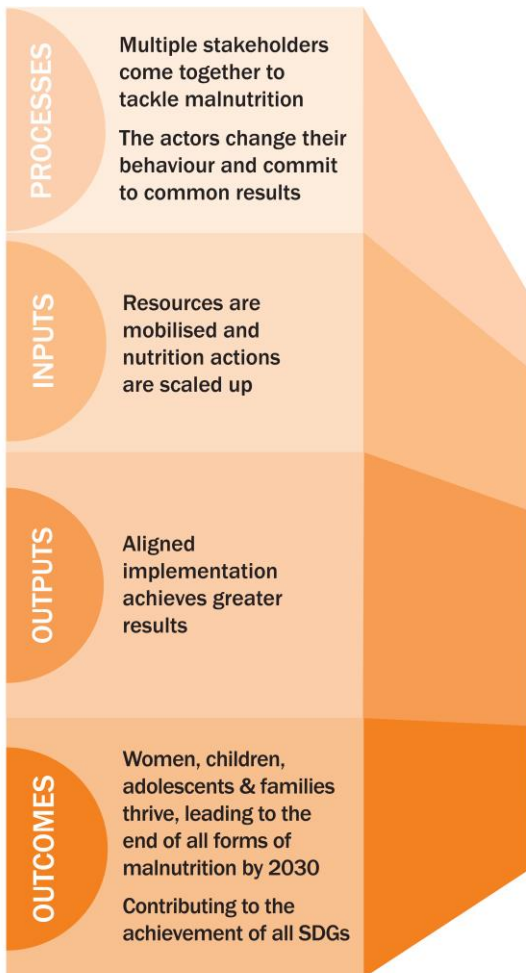 PROCESSES
Multiple stakeholders
come together to
tackle malnutrition
The actors change their
behaviour and commit
to common results
INPUTS
Resources are
mobilised and
nutrition actions
are scaled up
OUTPUTS
Aligned
implementation
achieves greater
results
OUTCOMES
Women, children,
adolescents & families
thrive, leading to the
end of all forms of
malnutrition by 2030
Contributing to the
achievement of all SDGs